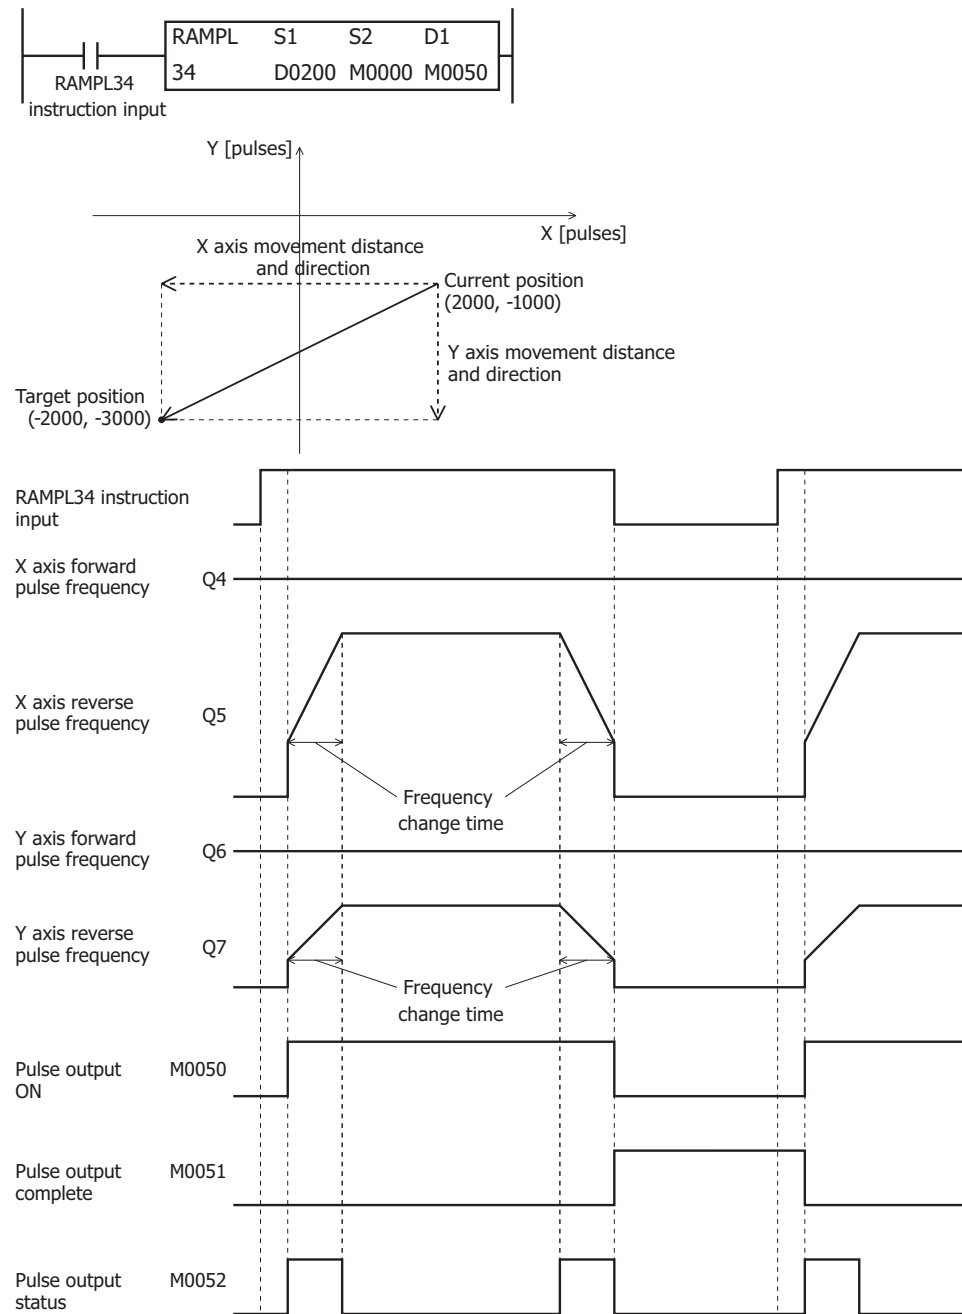 RAMPL S1 S2 D1
34 D0200 M0000 M0050
RAMPL34
instruction input
Y [pulses]
X [pulses]
X axis movement distance
and direction
Current position
(2000, -1000)
Y axis movement distance
and direction
Target position
(-2000, -3000)
RAMPL34 instruction
input
X axis forward
pulse frequency
Q4
X axis reverse
pulse frequency
Q5
Frequency
change time
Y axis forward
pulse frequency
Q6
Y axis reverse
pulse frequency
Q7
Frequency
change time
Pulse output
ON
M0050
Pulse output
complete
M0051
Pulse output
status
M0052